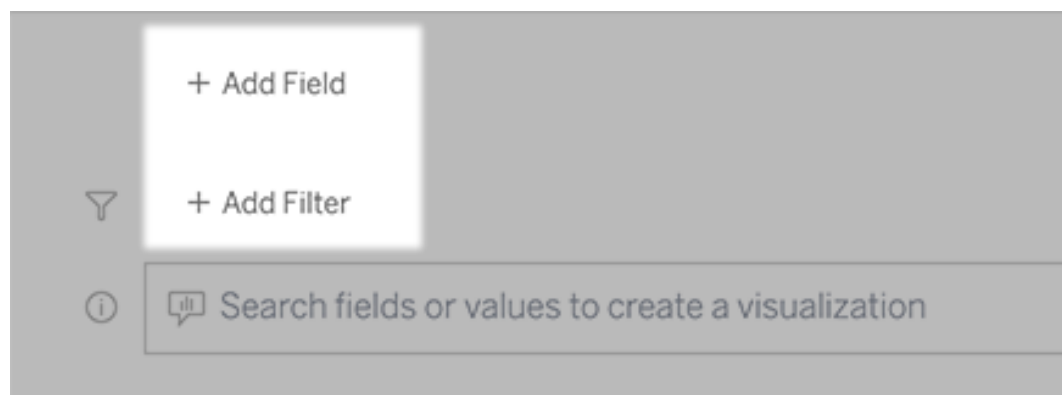 + Add Field
+ Add Filter
Search fields or values to create a visualization